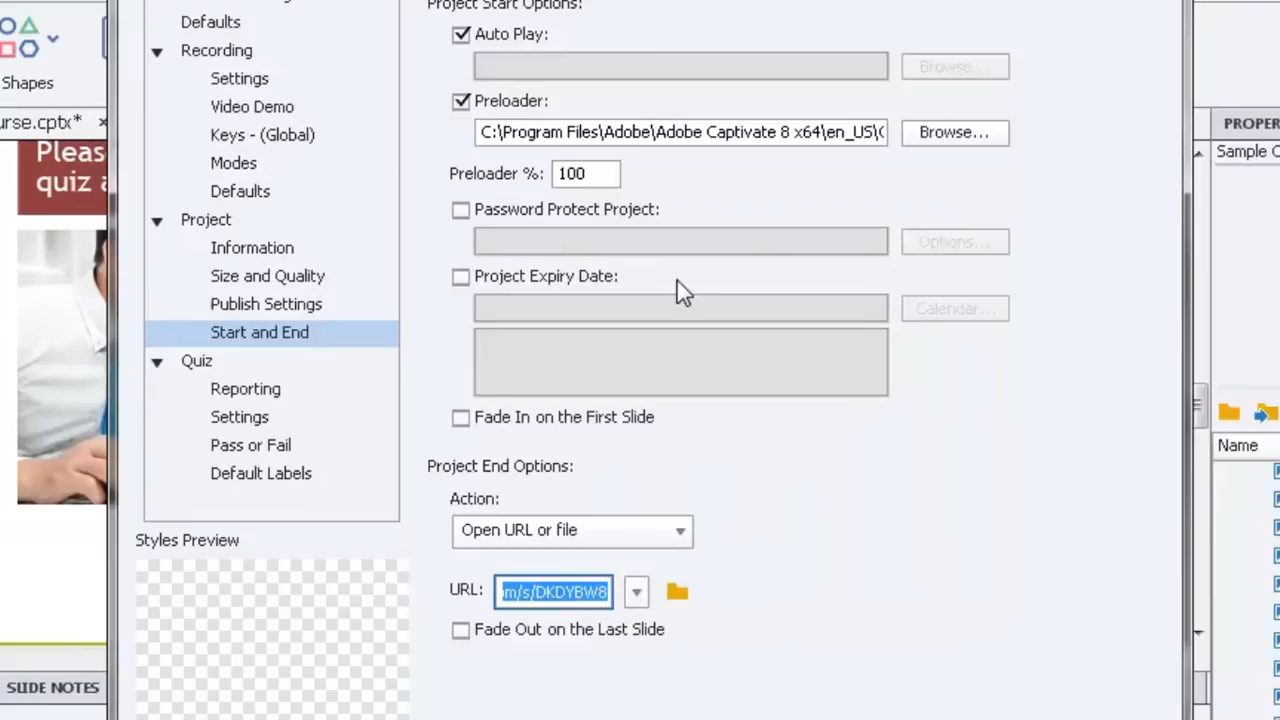 Project Start Options:
Defaults
Auto Play:
Recording
Browse...
Shapes
Settings
Preloader:
Video Demo
urse.cptx*
C:\Program Files\Adobe\Adobe Captivate 8 x64\en_US\
Browse...
PROPER
Keys - (Global)
Pleas
Sample C
Modes
Preloader %: 100
quiz a
Defaults
Password Protect Project:
Project
Options...
Information
Size and Quality
Project Expiry Date:
Publish Settings
Calendar...
Start and End
Quiz
Reporting
Settings
Fade In on the First Slide
Pass or Fail
Name
Project End Options:
Default Labels
Action:
Open URL or file
Styles Preview
URL: m/s/DKDYBW8
Fade Out on the Last Slide
SLIDE NOTES